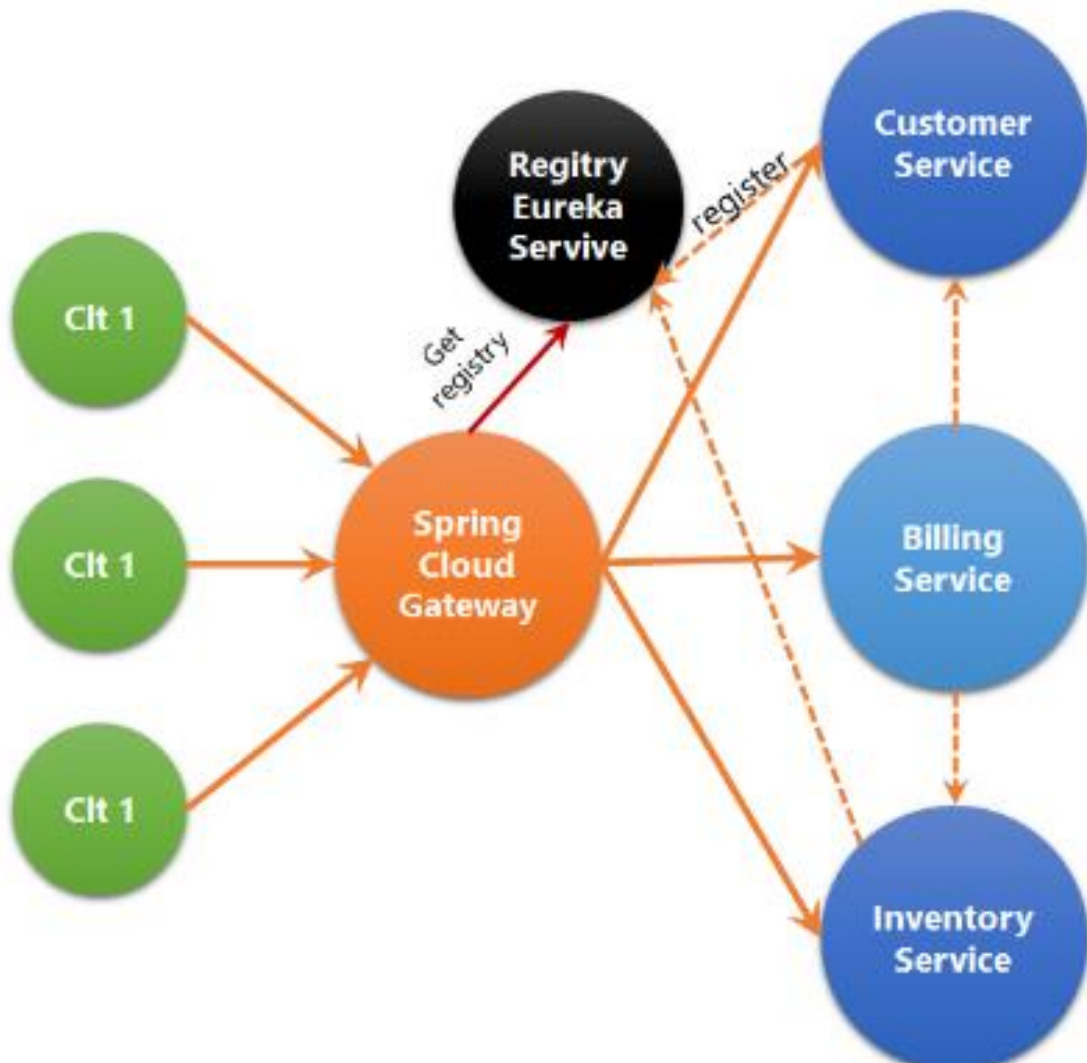 Customer
Service
Regitry
Eureka
Servive
register
Clt 1
Get
registry
Spring
Cloud
Gateway
Clt 1
Billing
Service
Clt 1
Inventory
Service